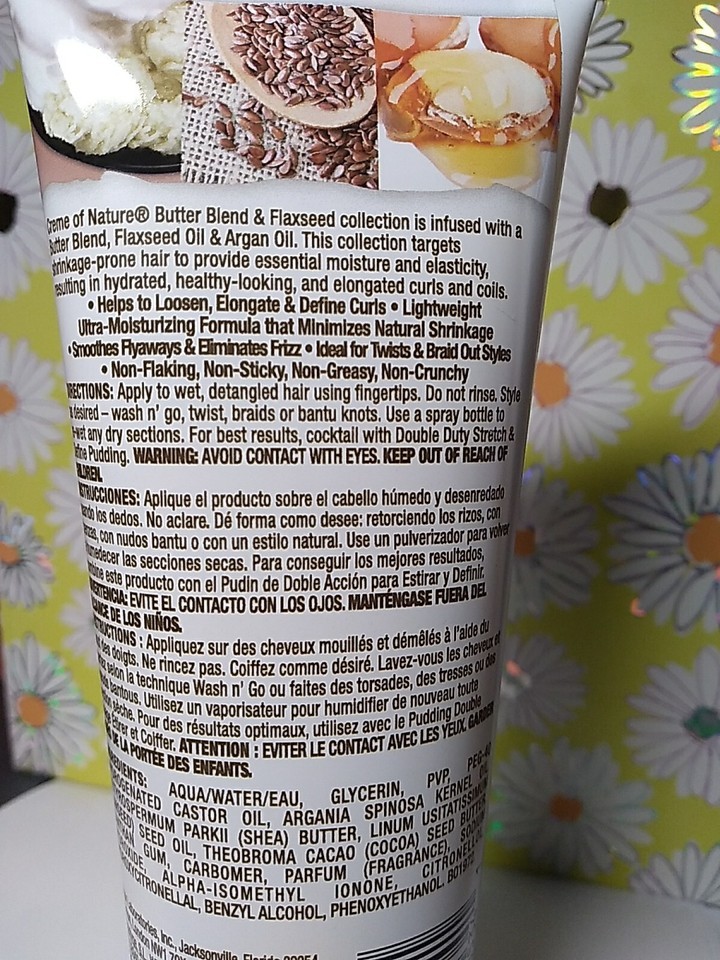 Creme of Nature® Butter Blend & Flaxseed collection is infused with a
Butter Blend, Flaxseed Oil & Argan Oil. This collection targets
shrinkage-prone hair to provide essential moisture and elasticity,
resulting in hydrated, healthy-looking, and elongated curls and coils.
• Helps to Loosen, Elongate & Define Curls • Lightweight
Ultra-Moisturizing Formula that Minimizes Natural Shrinkage
• Smoothes Flyaways & Eliminates Frizz • Ideal for Twists & Braid Out Styles
• Non-Flaking, Non-Sticky, Non-Greasy, Non-Crunchy
DIRECTIONS: Apply to wet, detangled hair using fingertips. Do not rinse. Style
desired – wash n' go, twist, braids or bantu knots. Use a spray bottle to
wet any dry sections. For best results, cocktail with Double Duty Stretch &
Pudding. WARNING: AVOID CONTACT WITH EYES. KEEP OUT OF REACH OF
CHILDREN.
INSTRUCCIONES: Aplique el producto sobre el cabello húmedo y desenredado
los dedos. No aclare. Dé forma como desee: retorciendo los rizos, con
con nudos bantu o con un estilo natural. Use un pulverizador para volver
humedecer las secciones secas. Para conseguir los mejores resultados,
este producto con el Pudin de Doble Acción para Estirar y Definir.
ADVERTENCIA: EVITE EL CONTACTO CON LOS OJOS. MANTÉNGASE FUERA DEL
ALCANCE DE LOS NIÑOS.
INSTRUCTIONS : Appliquez sur des cheveux mouillés et démêlés à l'aide du
des doigts. Ne rincez pas. Coiffez comme désiré. Lavez-vous les cheveux
selon la technique Wash n' Go ou faites des torsades, des tresses ou des
bantous. Utilisez un vaporisateur pour humidifier de nouveau toute
sèche. Pour des résultats optimaux, utilisez avec le Pudding Double
et Coiffer. ATTENTION : EVITER LE CONTACT AVEC LES YEUX. GARDER
DE LA PORTÉE DES ENFANTS.
INGREDIENTS: AQUA/WATER/EAU, GLYCERIN, PVP, PEG-40
HYDROGENATED CASTOR OIL, ARGANIA SPINOSA KERNEL OIL,
BUTYROSPERMUM PARKII (SHEA) BUTTER, LINUM USITATISSIMUM
SEED OIL, THEOBROMA CACAO (COCOA) SEED BUTTER,
GUM, CARBOMER, PARFUM (FRAGRANCE),
ALPHA-ISOMETHYL IONONE,
HYDROXYCITRONELLAL, BENZYL ALCOHOL, PHENOXYETHANOL.
Laboratories, Inc., Jacksonville, Florida
London NW1